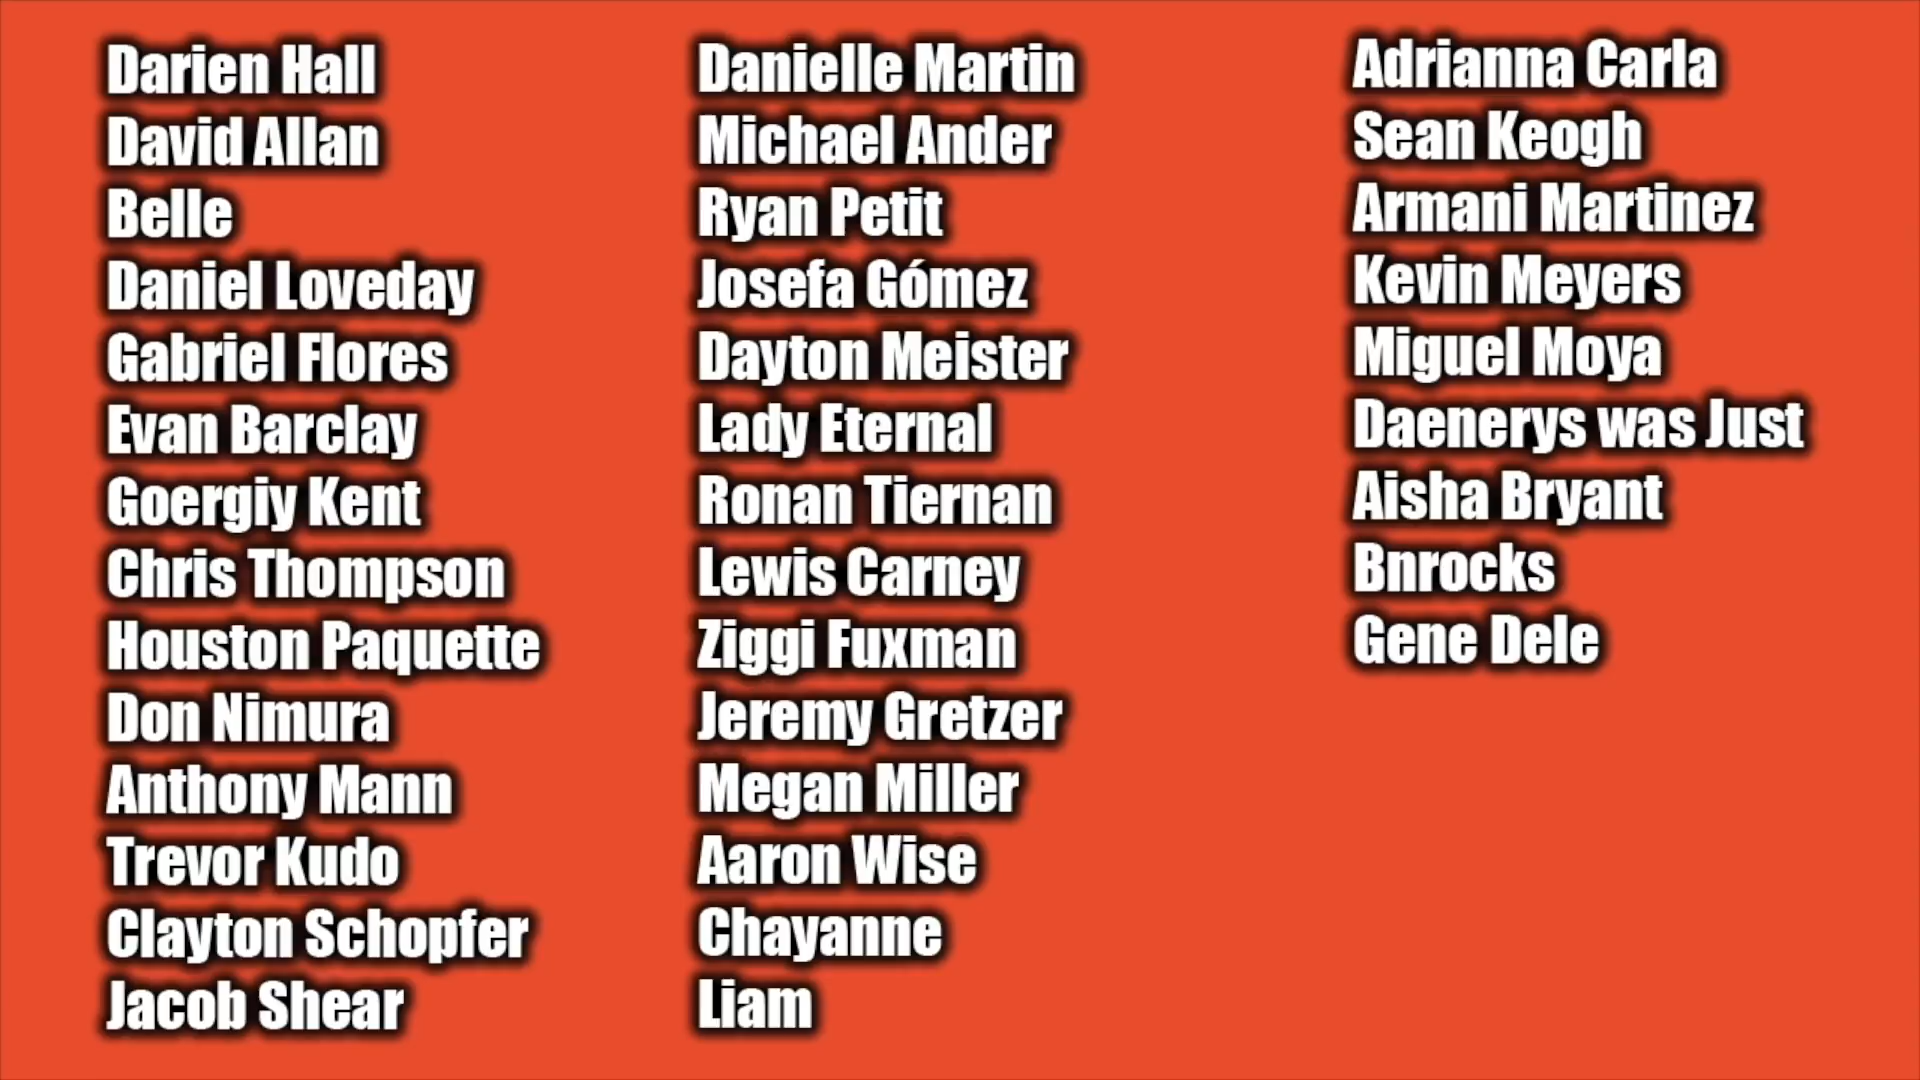 Darien Hall
David Allan
Belle
Daniel Loveday
Gabriel Flores
Evan Barclay
Goergiy Kent
Chris Thompson
Houston Paquette
Don Nimura
Anthony Mann
Trevor Kudo
Clayton Schopfer
Jacob Shear
Danielle Martin
Michael Ander
Ryan Petit
Josefa Gómez
Dayton Meister
Lady Eternal
Ronan Tiernan
Lewis Carney
Ziggi Fuxman
Jeremy Gretzer
Megan Miller
Aaron Wise
Chayanne
Liam
Adrianna Carla
Sean Keogh
Armani Martinez
Kevin Meyers
Miguel Moya
Daenerys was Just
Aisha Bryant
Bnrocks
Gene Dele